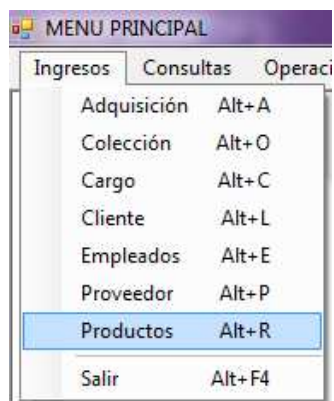 MENU PRINCIPAL
Ingresos Consultas Operaci
Adquisición Alt+A
Colección Alt+O
Cargo Alt+C
Cliente Alt+L
Empleados Alt+E
Proveedor Alt+P
Productos Alt+R
Salir Alt+F4